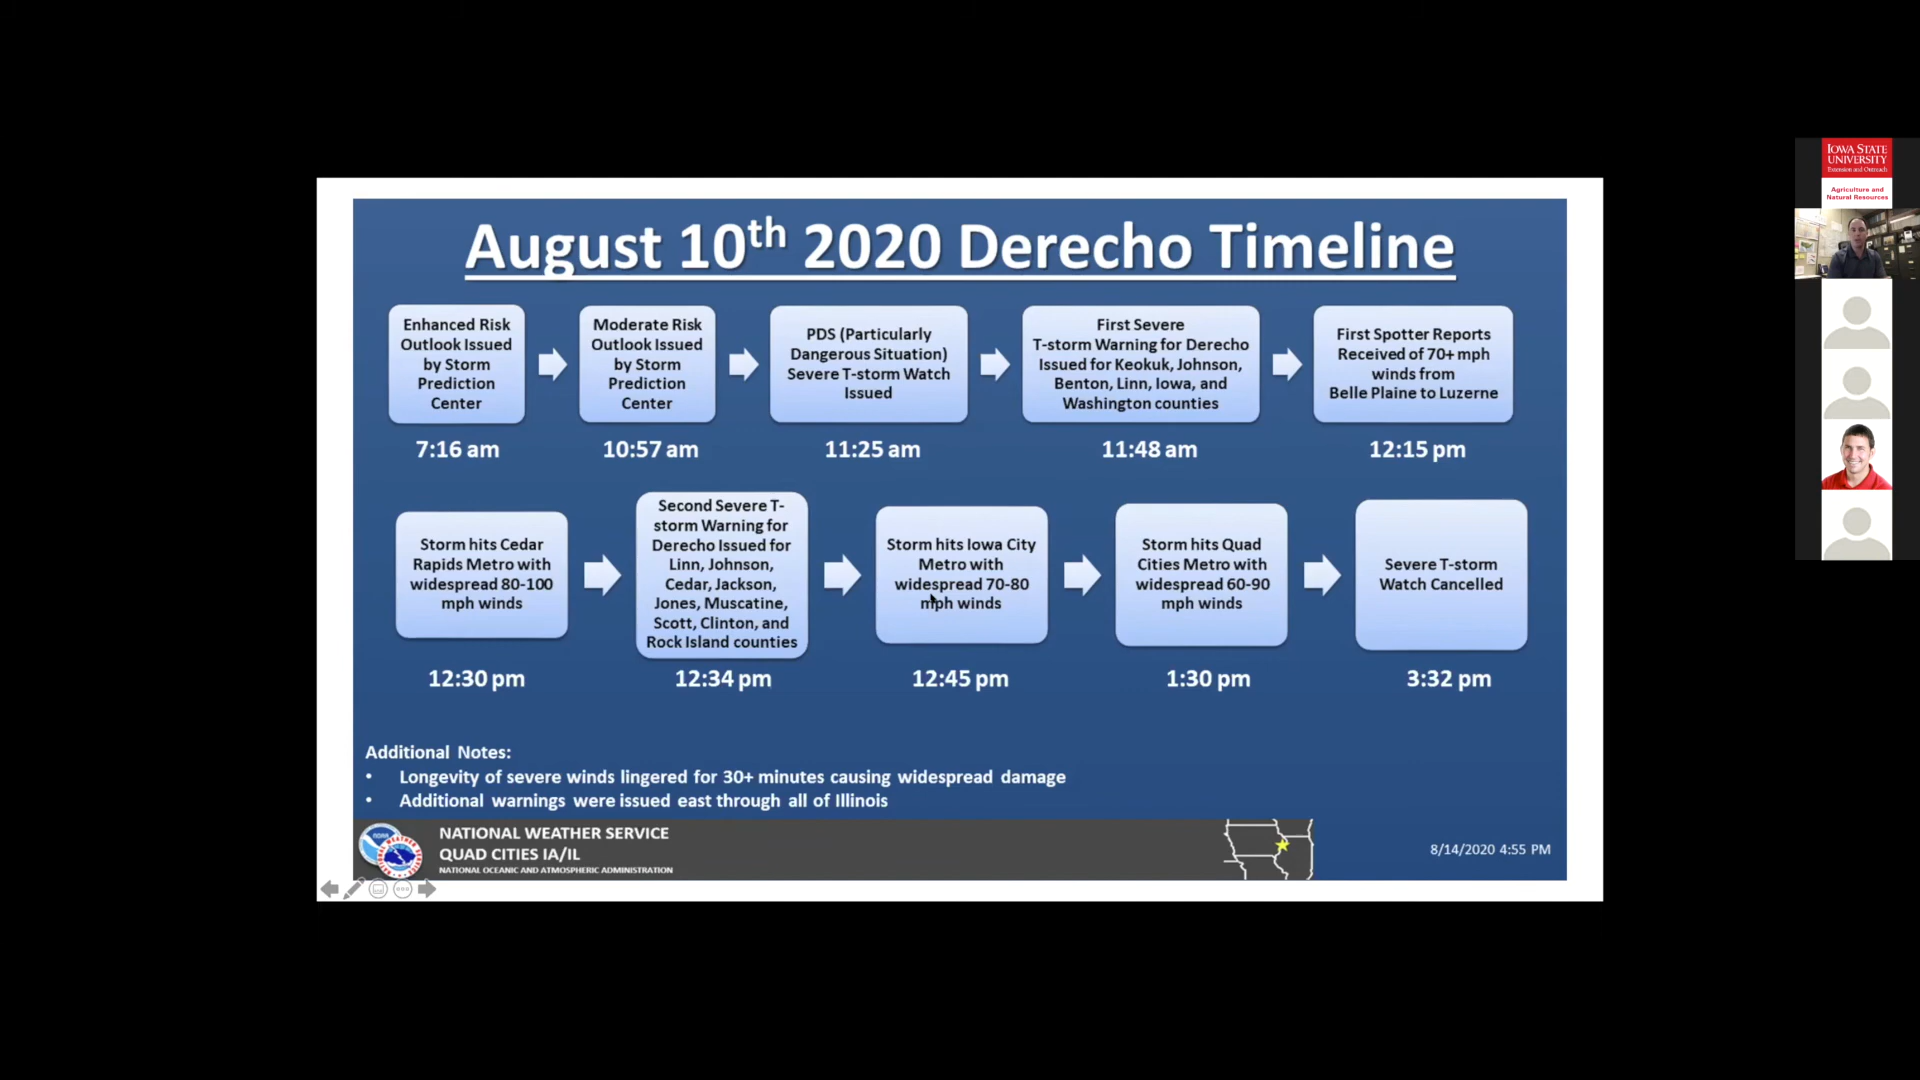 August 10th 2020 Derecho Timeline
Enhanced Risk
Outlook Issued
by Storm
Prediction
Center
7:16 am
Moderate Risk
Outlook Issued
by Storm
Prediction
Center
10:57 am
PDS (Particularly
Dangerous Situation)
Severe T-storm Watch
Issued
11:25 am
First Severe
T-storm Warning for Derecho
Issued for Keokuk, Johnson,
Benton, Linn, Iowa, and
Washington counties
11:48 am
First Spotter Reports
Received of 70+ mph
winds from
Belle Plaine to Luzerne
12:15 pm
Storm hits Cedar
Rapids Metro with
widespread 80-100
mph winds
12:30 pm
Second Severe T-
storm Warning for
Derecho Issued for
Linn, Johnson,
Cedar, Jackson,
Jones, Muscatine,
Scott, Clinton, and
Rock Island counties
12:34 pm
Storm hits Iowa City
Metro with
widespread 70-80
mph winds
12:45 pm
Storm hits Quad
Cities Metro with
widespread 60-90
mph winds
1:30 pm
Severe T-storm
Watch Cancelled
3:32 pm
Additional Notes:
• Longevity of severe winds lingered for 30+ minutes causing widespread damage
• Additional warnings were issued east through all of Illinois
NATIONAL WEATHER SERVICE
QUAD CITIES IA/IL
NATIONAL OCEANIC AND ATMOSPHERIC ADMINISTRATION
8/14/2020 4:55 PM
IOWA STATE
UNIVERSITY
Extension and Outreach
Agriculture and
Natural Resources